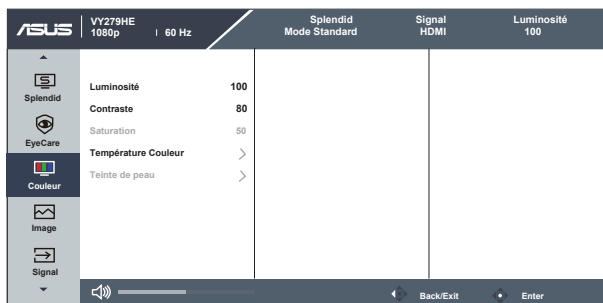 ASUS
VY279HE
1080p | 60 Hz
Splendid
Mode Standard
Signal
HDMI
Luminosité
100
Splendid
EyeCare
Couleur
Image
Signal
Luminosité 100
Contraste 80
Saturation 50
Température Couleur
Teinte de peau
Back/Exit
Enter